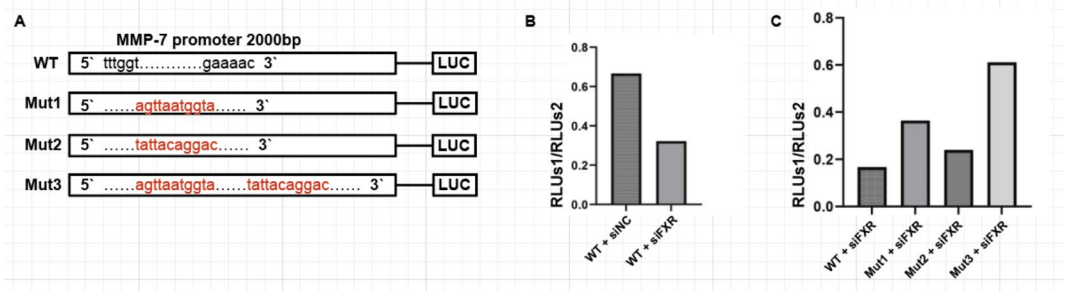 A
MMP-7 promoter 2000bp
WT 5` tttggt............gaaaac 3` LUC
Mut1 5` ......agttaatggta...... 3` LUC
Mut2 5` ......tattacaggac...... 3` LUC
Mut3 5` ......agttaatggta......tattacaggac...... 3` LUC
B
RLUs1/RLUs2
0.8
0.6
0.4
0.2
0.0
WT + siNC
WT + siFXR
C
RLUs1/RLUs2
0.8
0.6
0.4
0.2
0.0
WT + siFXR
Mut1 + siFXR
Mut2 + siFXR
Mut3 + siFXR